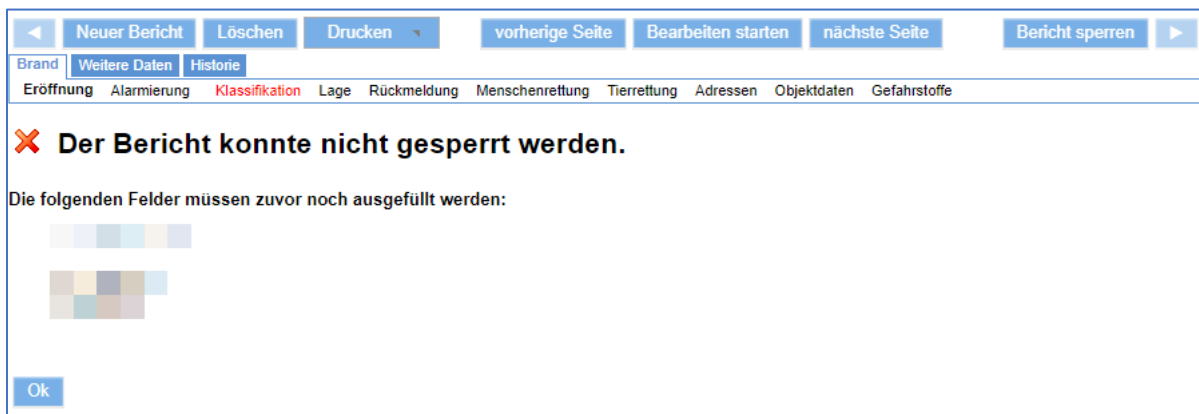 Neuer Bericht Löschen Drucken vorherige Seite Bearbeiten starten nächste Seite Bericht sperren
Brand Weitere Daten Historie
Eröffnung Alarmierung Klassifikation Lage Rückmeldung Menschenrettung Tierrettung Adressen Objektdaten Gefahrstoffe
Der Bericht konnte nicht gesperrt werden.
Die folgenden Felder müssen zuvor noch ausgefüllt werden:
Ok